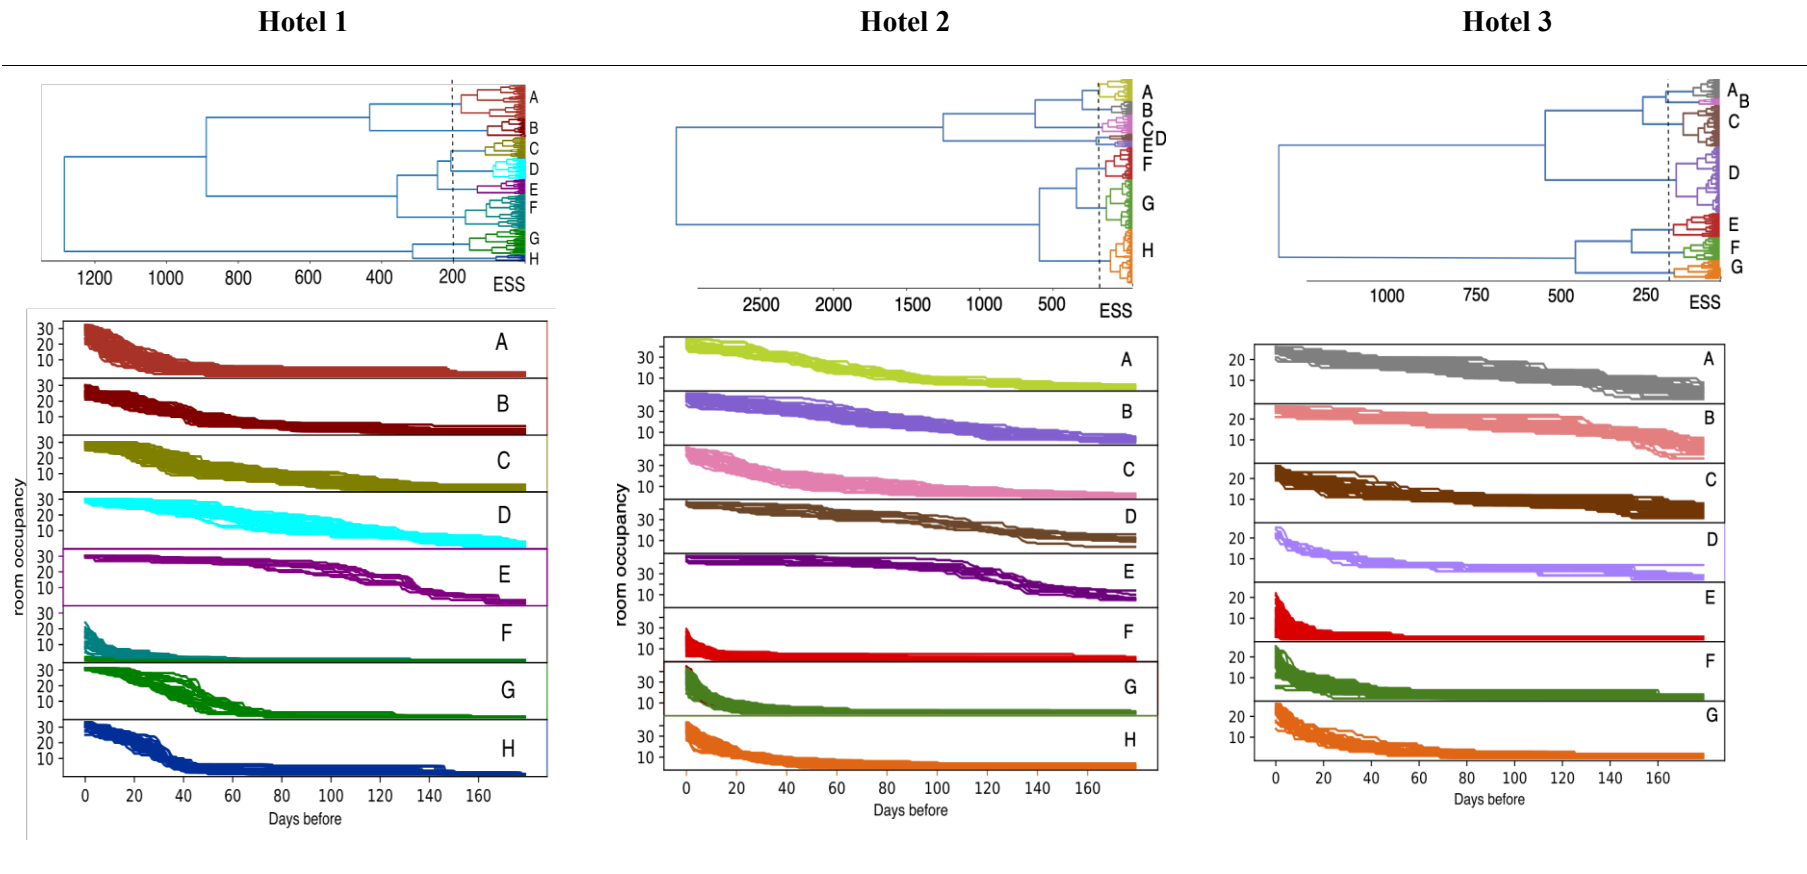 Hotel 1
Hotel 2
Hotel 3
A
B
C
D
E
F
G
H
1200 1000 800 600 400 200
ESS
A
B
C
D
E
F
G
H
2500 2000 1500 1000 500
ESS
A
B
C
D
E
F
G
1000 750 500 250
ESS
room occupancy
30
20
10
A
30
20
10
B
30
20
10
C
30
20
10
D
30
20
10
E
30
20
10
F
30
20
10
G
30
20
10
H
0 20 40 60 80 100 120 140 160
Days before
room occupancy
30
10
A
30
10
B
30
10
C
30
10
D
30
10
E
30
10
F
30
10
G
30
10
H
0 20 40 60 80 100 120 140 160
Days before
20
10
A
20
10
B
20
10
C
20
10
D
20
10
E
20
10
F
20
10
G
0 20 40 60 80 100 120 140 160
Days before